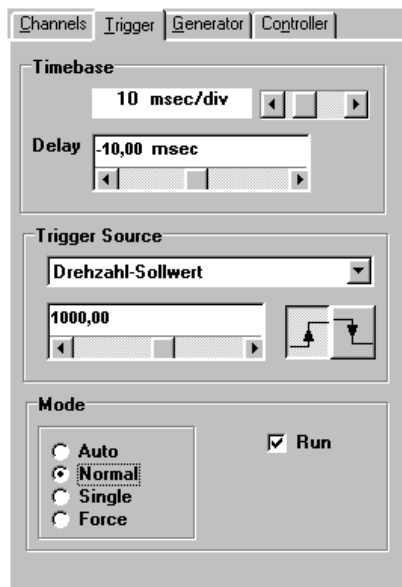 Channels Trigger Generator Controller
Timebase
10 msec/div
Delay -10,00 msec
Trigger Source
Drehzahl-Sollwert
1000,00
Mode
Auto
Normal
Single
Force
Run